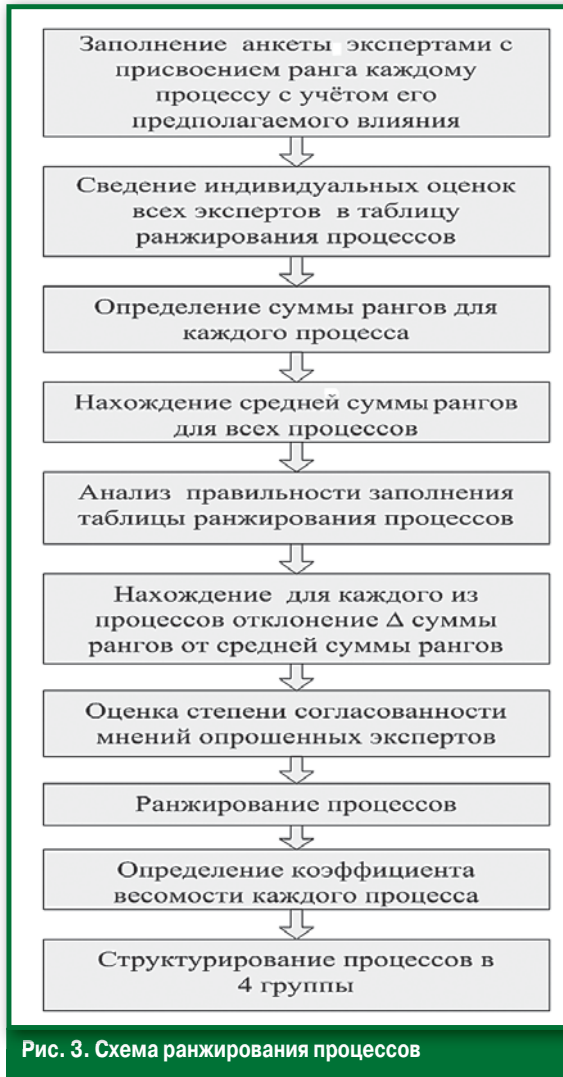 Заполнение анкеты экспертами с
присвоением ранга каждому
процессу с учётом его
предполагаемого влияния
Сведение индивидуальных оценок
всех экспертов в таблицу
ранжирования процессов
Определение суммы рангов для
каждого процесса
Нахождение средней суммы рангов
для всех процессов
Анализ правильности заполнения
таблицы ранжирования процессов
Нахождение для каждого из
процессов отклонение Δ суммы
рангов от средней суммы рангов
Оценка степени согласованности
мнений опрошенных экспертов
Ранжирование процессов
Определение коэффициента
весомости каждого процесса
Структурирование процессов в
4 группы
Рис. 3. Схема ранжирования процессов